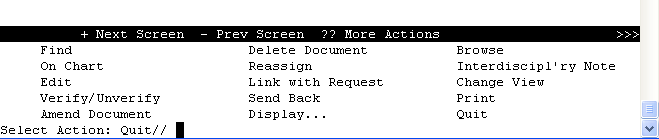 + Next Screen  - Prev Screen  ?? More Actions  >>>
Find  Delete Document  Browse
On Chart  Reassign  Interdiscipl'ry Note
Edit  Link with Request  Change View
Verify/Unverify  Send Back  Print
Amend Document  Display...  Quit
Select Action: Quit//